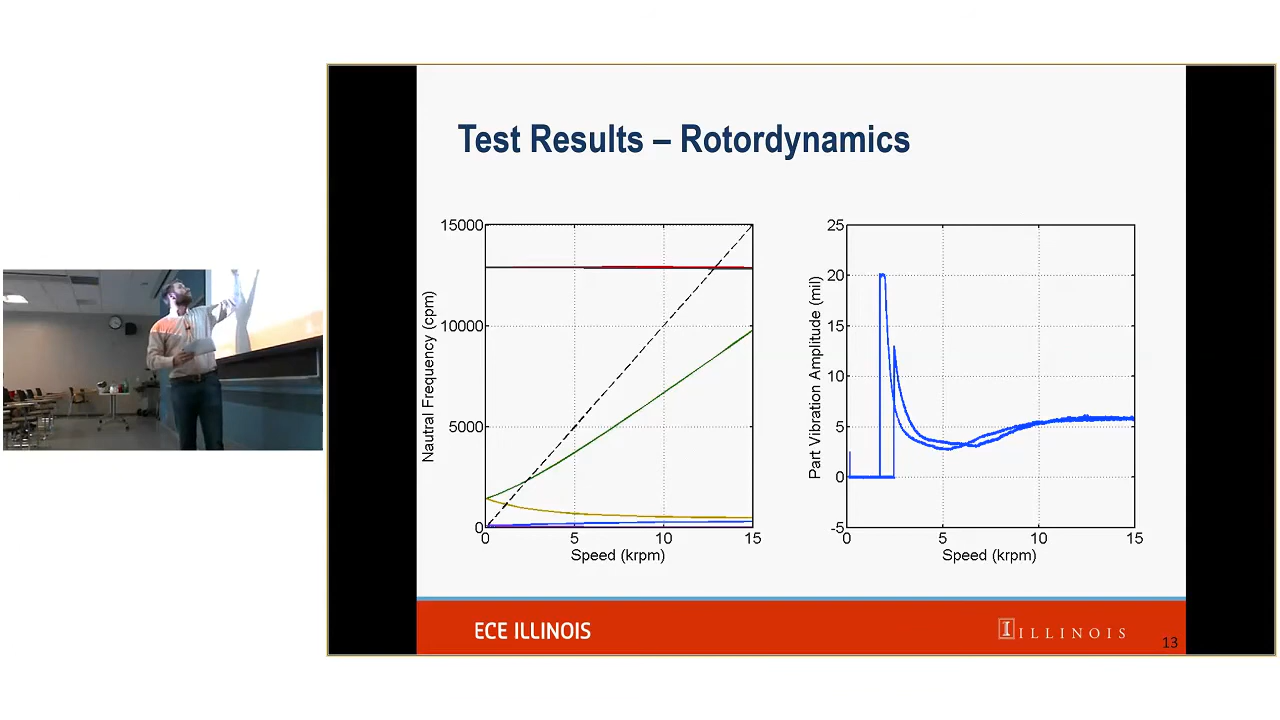 Test Results – Rotordynamics
15000
10000
5000
0
0
5
10
15
Nautral Frequency (cpm)
Speed (krpm)
25
20
15
10
5
0
-5
0
5
10
15
Part Vibration Amplitude (mil)
Speed (krpm)
ECE ILLINOIS
I ILLINOIS
13